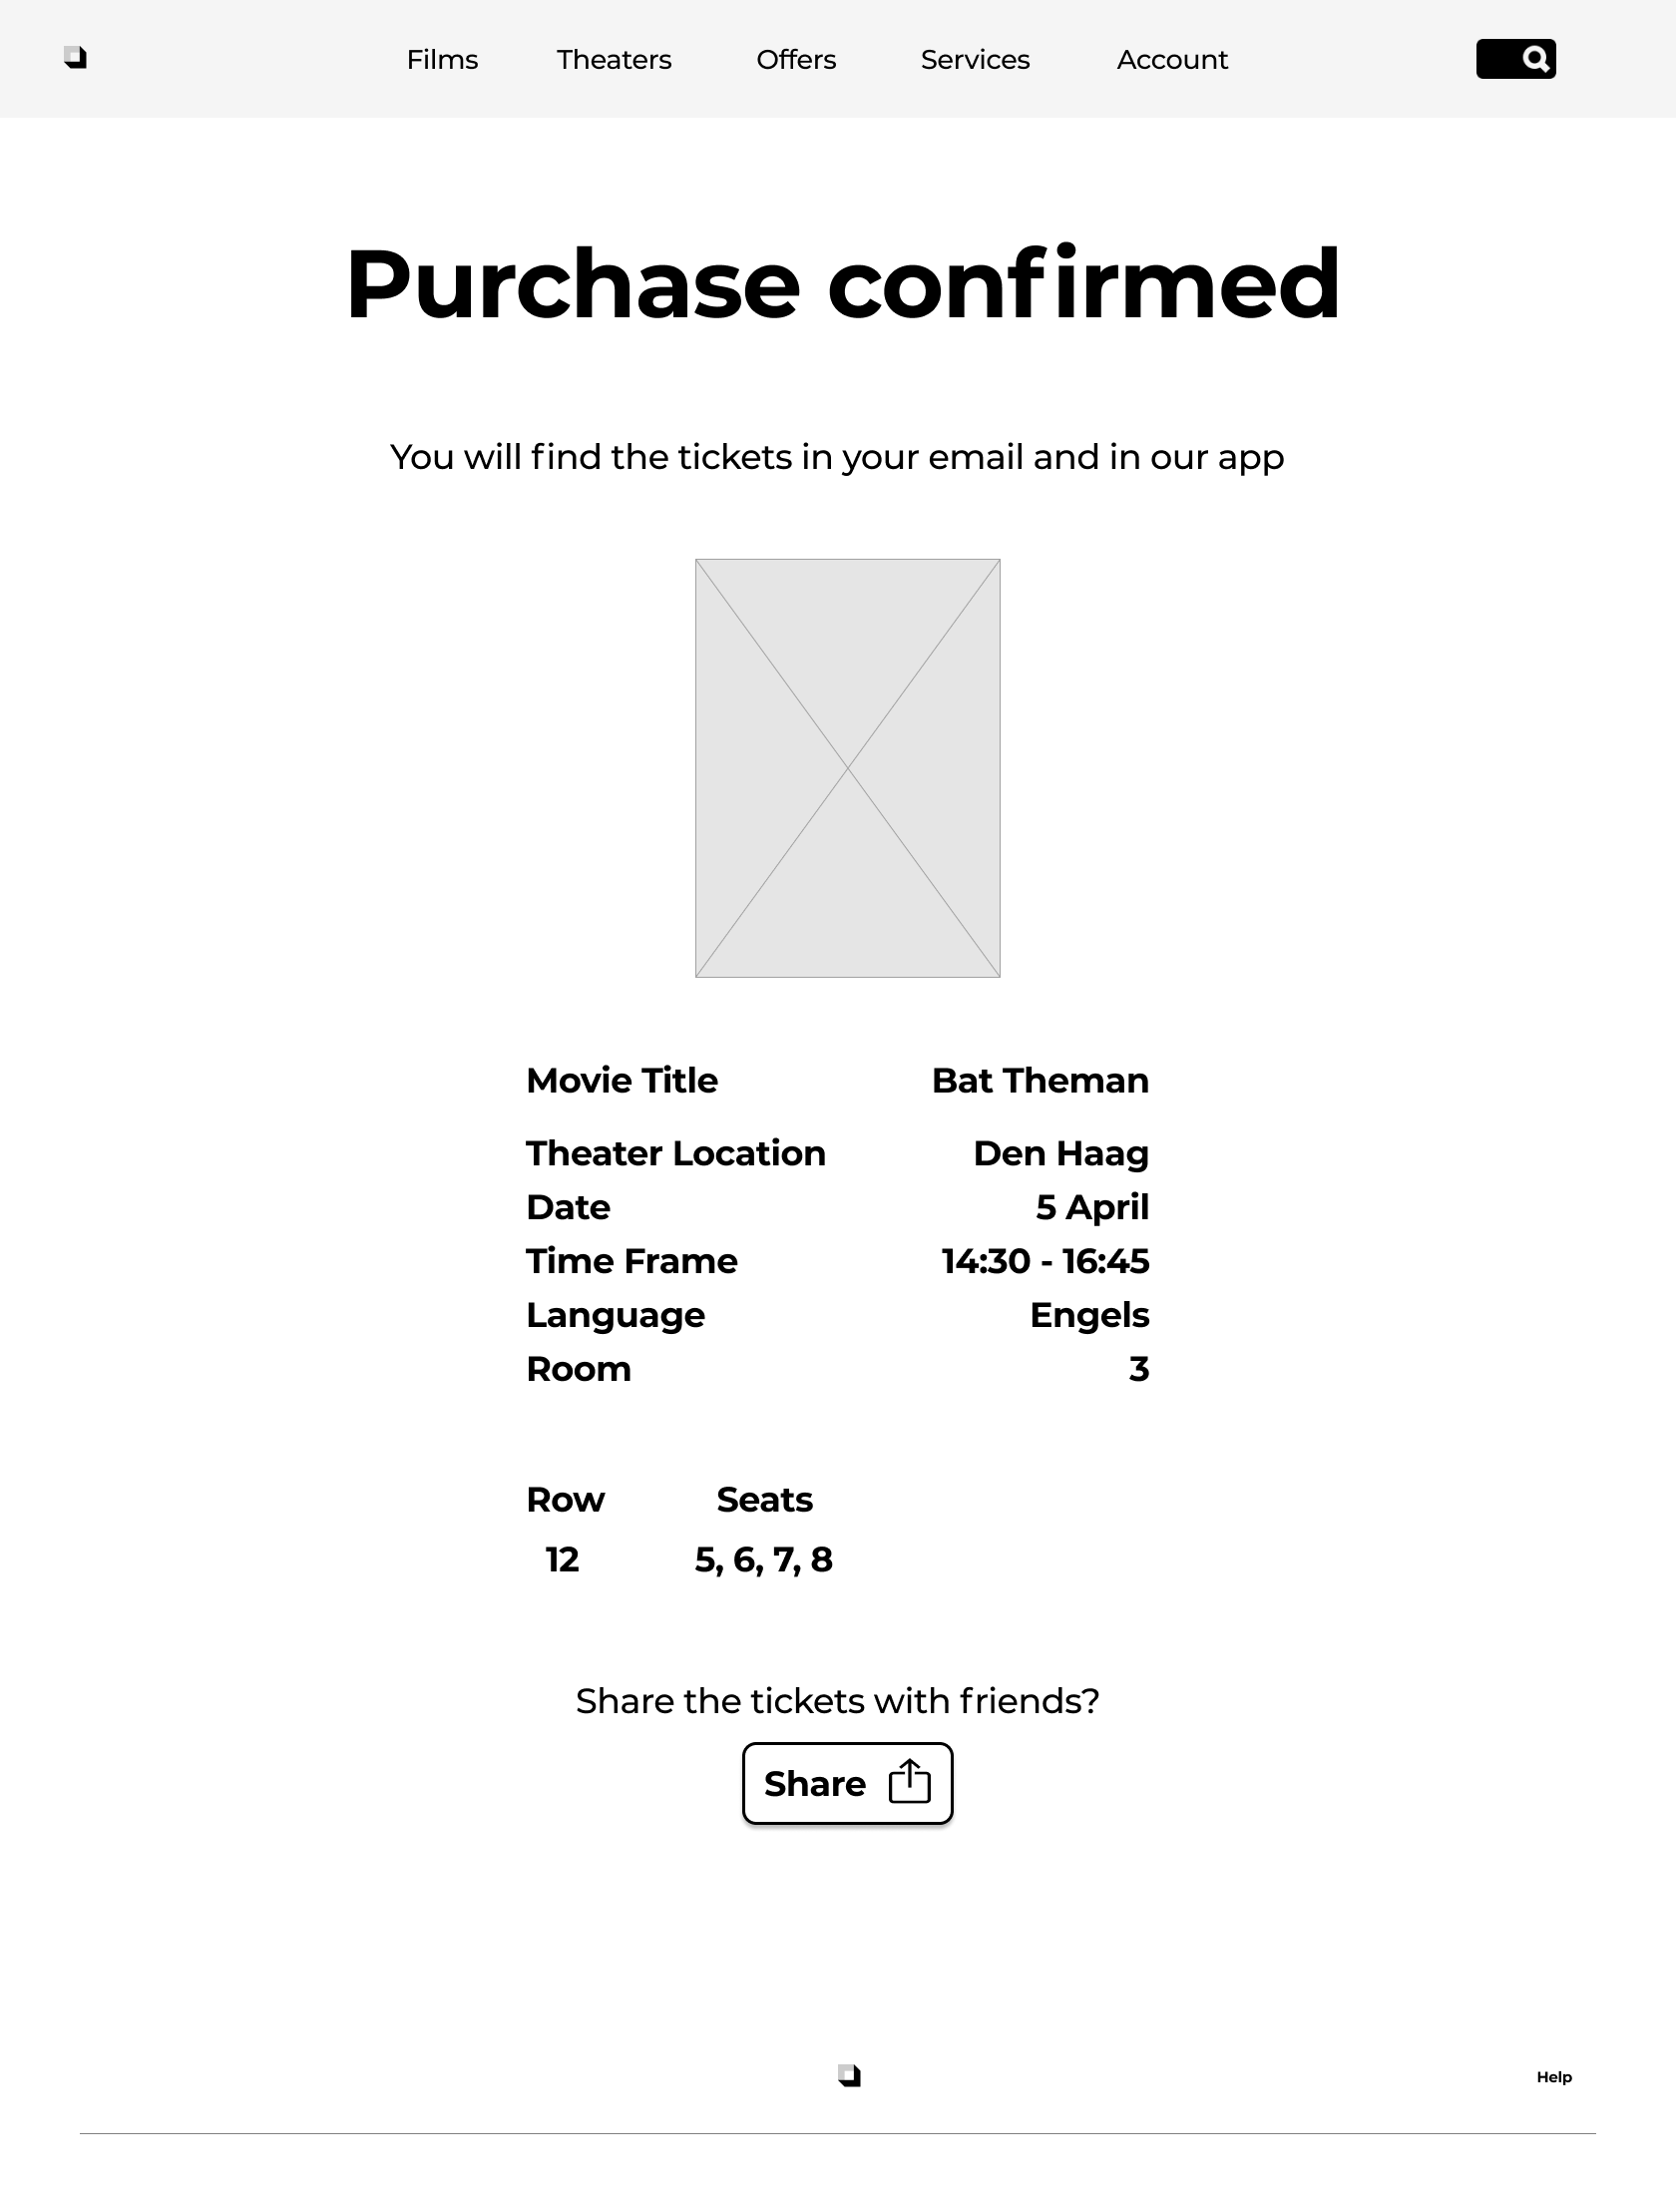 Films Theaters Offers Services Account
Purchase confirmed
You will find the tickets in your email and in our app
Movie Title Bat Theman
Theater Location Den Haag
Date 5 April
Time Frame 14:30 - 16:45
Language Engels
Room 3
Row Seats
12 5, 6, 7, 8
Share the tickets with friends?
Share
Help